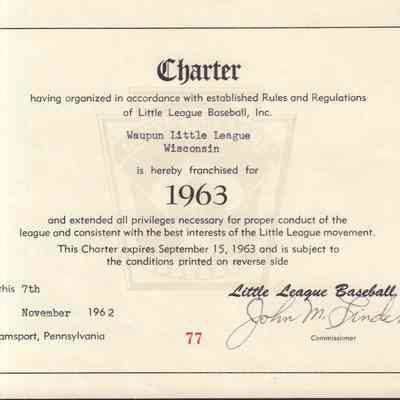 Charter
having organized in accordance with established Rules and Regulations
of Little League Baseball, Inc.
Waupun Little League
Wisconsin
is hereby franchised for
1963
and extended all privileges necessary for proper conduct of the
league and consistent with the best interests of the Little League movement.
This Charter expires September 15, 1963 and is subject to
the conditions printed on reverse side
this 7th
November 1962
amsport, Pennsylvania
77
Little League Baseball
John M. Linde
Commissioner